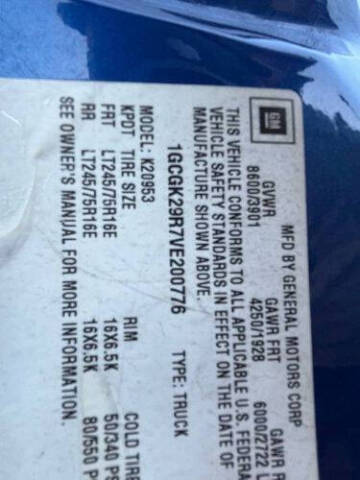 GM
MFD BY GENERAL MOTORS CORP
GVWR GAWR FRT GAWR R
8600/3901 4250/1928 6000/2722 L
THIS VEHICLE CONFORMS TO ALL APPLICABLE U.S. FEDERA
VEHICLE SAFETY STANDARDS IN EFFECT ON THE DATE OF
MANUFACTURE SHOWN ABOVE.
1GCGK29R7VE200776 TYPE: TRUCK
MODEL: K20953
KPDT TIRE SIZE RIM COLD TIRE
FRT LT245/75R16E 16X6.5K 50/340 PS
RR LT245/75R16E 16X6.5K 80/550 P
SEE OWNER'S MANUAL FOR MORE INFORMATION.